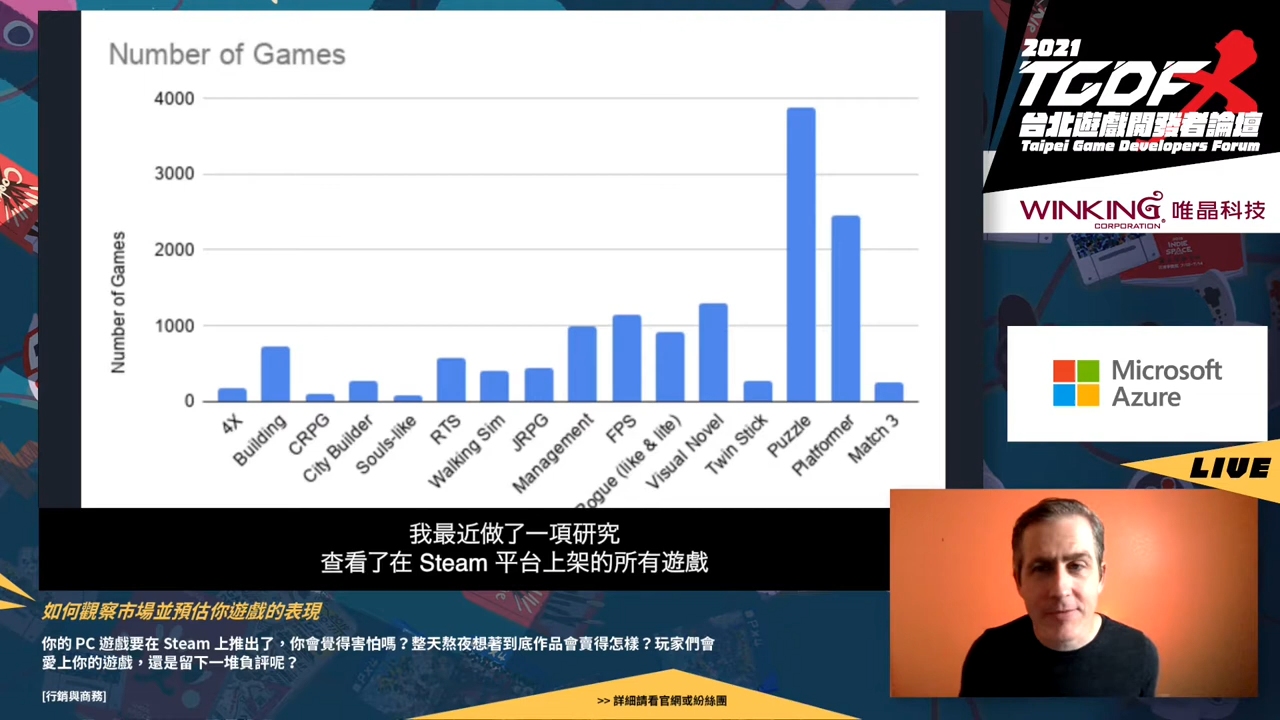 Number of Games
4000
3000
2000
1000
0
Number of Games
4X
Building
CRPG
City Builder
Souls-like
RTS
Walking Sim
JRPG
Management
FPS
Rogue (like & lite)
Visual Novel
Twin Stick
Puzzle
Platformer
Match 3
我最近做了一項研究
查看了在 Steam 平台上架的所有遊戲
如何觀察市場並預估你遊戲的表現
你的 PC 遊戲要在 Steam 上推出了，你會覺得害怕嗎？整天熬夜想著到底作品會賣得怎樣？玩家們會
愛上你的遊戲，還是留下一堆負評呢？
[行銷與商務]
>> 詳細請看官網或紛絲團
2021
TGDF X
台北遊戲開發者論壇
Taipei Game Developers Forum
WINKING 唯晶科技
CORPORATION
INDIE
SPACE
Microsoft
Azure
LIVE